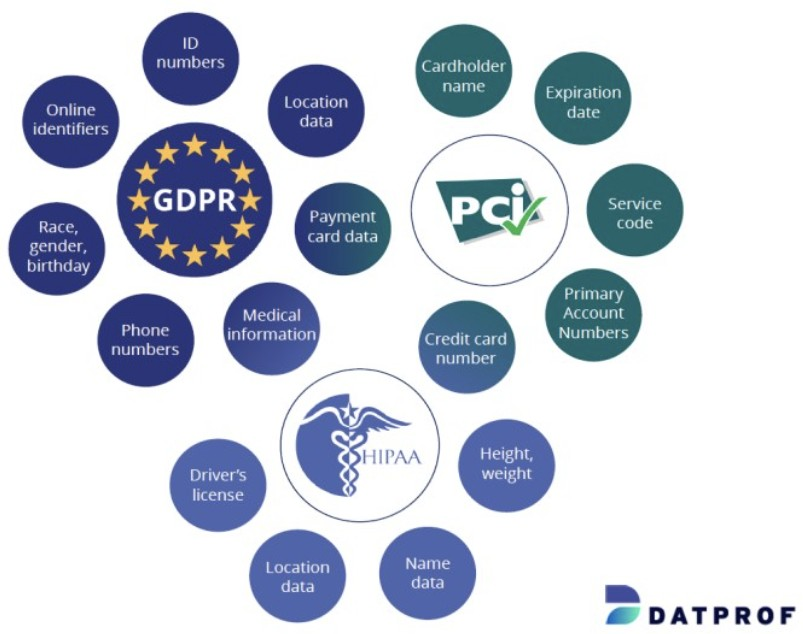 ID
numbers
Online
identifiers
Location
data
GDPR
Race,
gender,
birthday
Payment
card data
Phone
numbers
Medical
information
Cardholder
name
Expiration
date
PCi
Service
code
Primary
Account
Numbers
Credit card
number
HIPAA
Driver's
license
Height,
weight
Location
data
Name
data
DATPROF